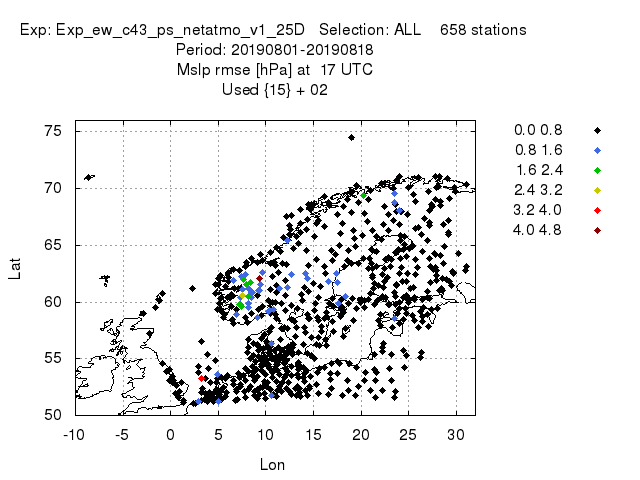 Exp: Exp_ew_c43_ps_netatmo_v1_25D   Selection: ALL    658 stations
Period: 20190801-20190818
Mslp rmse [hPa] at  17 UTC
Used {15} + 02
75
70
65
60
55
50
-10 -5 0 5 10 15 20 25 30
Lat
Lon
0.0 0.8
0.8 1.6
1.6 2.4
2.4 3.2
3.2 4.0
4.0 4.8